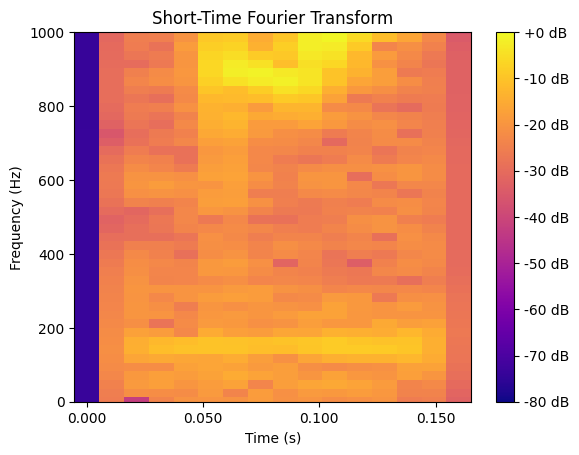 Short-Time Fourier Transform
1000
800
600
400
200
0
Frequency (Hz)
0.000
0.050
0.100
0.150
Time (s)
+0 dB
-10 dB
-20 dB
-30 dB
-40 dB
-50 dB
-60 dB
-70 dB
-80 dB